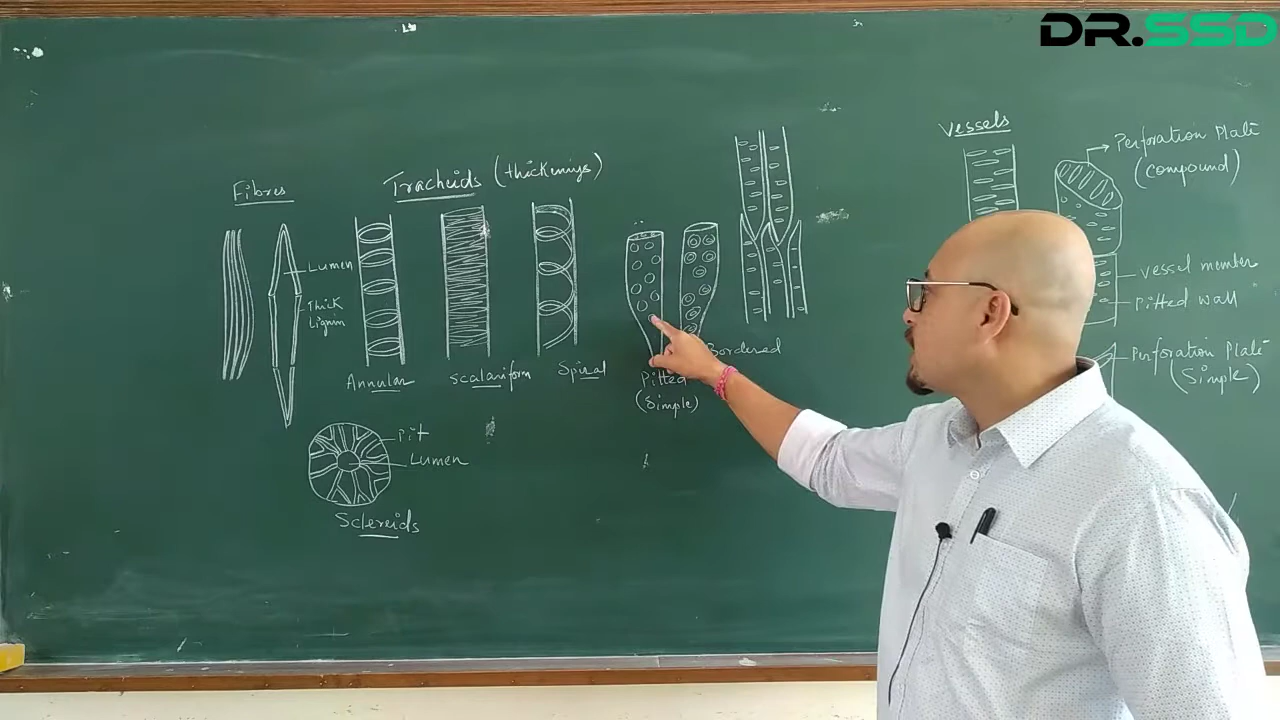 DR.SSD
Vessels
Perforation Plate
(compound)
Tracheids (thickenings)
Fibres
Lumen
Thick
Lignin
Vessel member
Pitted wall
Bordered
Perforation Plate
(Simple)
Annular
Scalariform
Spiral
Pitted
(Simple)
Pit
Lumen
Sclereids